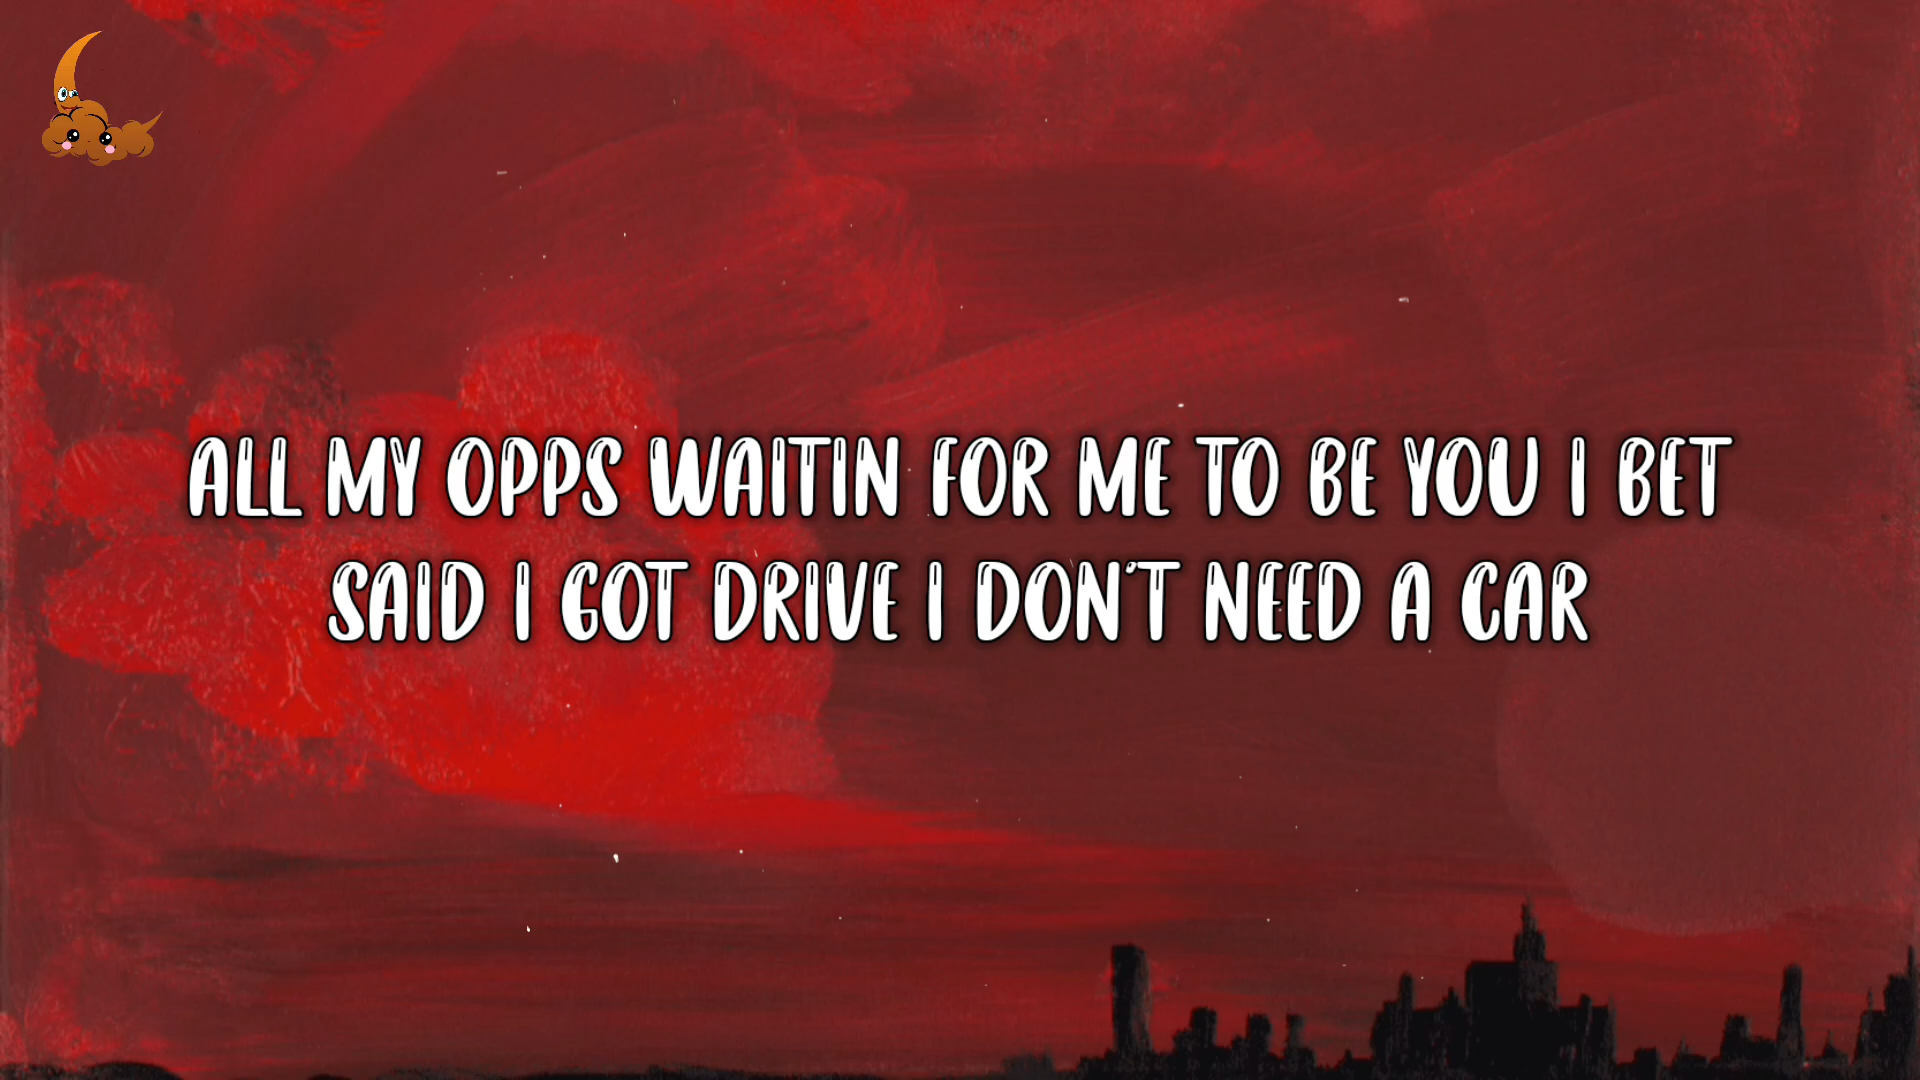 ALL MY OPPS WAITIN FOR ME TO BE YOU I BET
SAID I GOT DRIVE I DON'T NEED A CAR